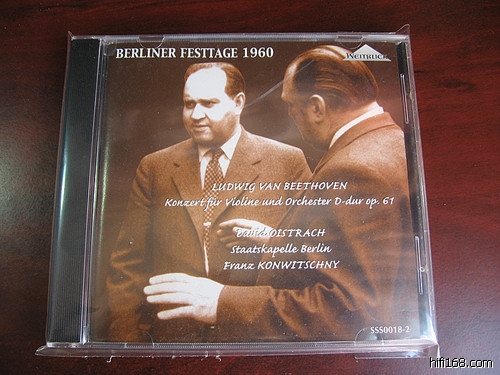 BERLINER FESTTAGE 1960
WEITBLICK
LUDWIG VAN BEETHOVEN
Konzert für Violine und Orchester D-dur op. 61
David OISTRACH
Staatskapelle Berlin
Franz KONWITSCHNY
SSS0018-2
hifi168.com